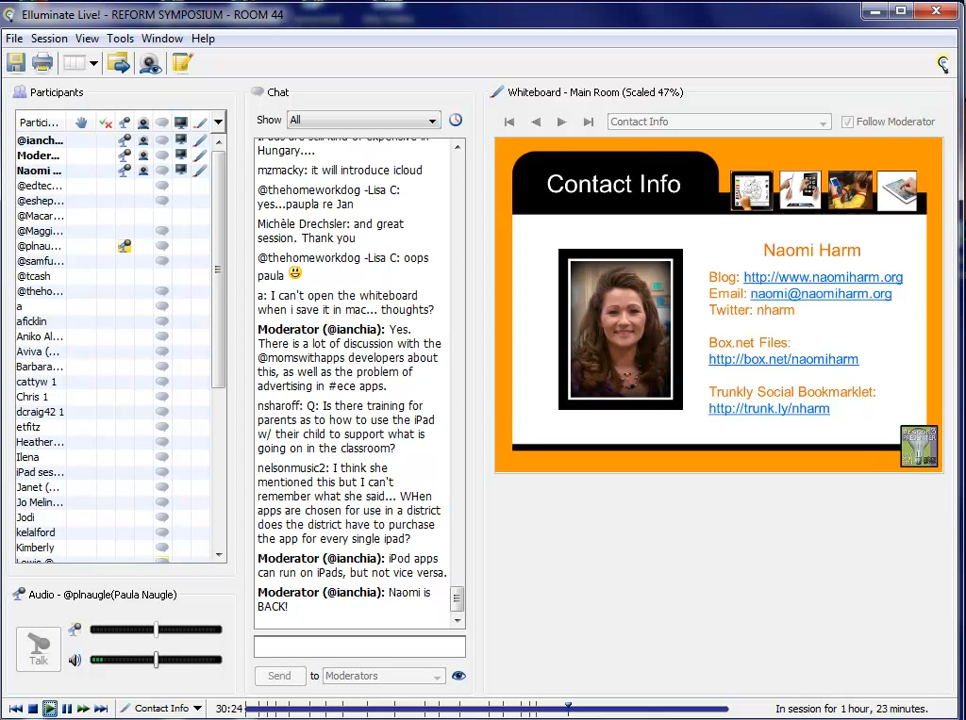 Elluminate Live! - REFORM SYMPOSIUM - ROOM 44
File Session View Tools Window Help
Participants
Partici...
@ianch...
Moder...
Naomi ...
@edtec...
@eshep...
@Macar...
@Maggi...
@plnau...
@samfu...
@tcash
@theho...
a
aficklin
Aniko Al...
Aviva (...
Barbara...
cattyw 1
Chris 1
dcraig42 1
etfitz
Heather...
Ilena
iPad ses...
Janet (...
Jo Melin...
Jodi
kelalford
Kimberly
Audio - @plnaugle(Paula Naugle)
Talk
Chat
Show All
Hungary....
mzmacky: it will introduce icloud
@thehomeworkdog -Lisa C:
yes...paupla re Jan
Michèle Drechsler: and great
session. Thank you
@thehomeworkdog -Lisa C: oops
paula
a: I can't open the whiteboard
when i save it in mac... thoughts?
Moderator (@ianchia): Yes.
There is a lot of discussion with the
@momswithapps developers about
this, as well as the problem of
advertising in #ece apps.
nsharoff: Q: Is there training for
parents as to how to use the iPad
w/ their child to support what is
going on in the classroom?
nelsonmusic2: I think she
mentioned this but I can't
remember what she said... WHen
apps are chosen for use in a district
does the district have to purchase
the app for every single ipad?
Moderator (@ianchia): iPod apps
can run on iPads, but not vice versa.
Moderator (@ianchia): Naomi is
BACK!
Send to Moderators
Whiteboard - Main Room (Scaled 47%)
Contact Info
Follow Moderator
Contact Info
Naomi Harm
Blog: http://www.naomiharm.org
Email: naomi@naomiharm.org
Twitter: nharm
Box.net Files:
http://box.net/naomiharm
Trunkly Social Bookmarklet:
http://trunk.ly/nharm
Contact Info 30:24 In session for 1 hour, 23 minutes.